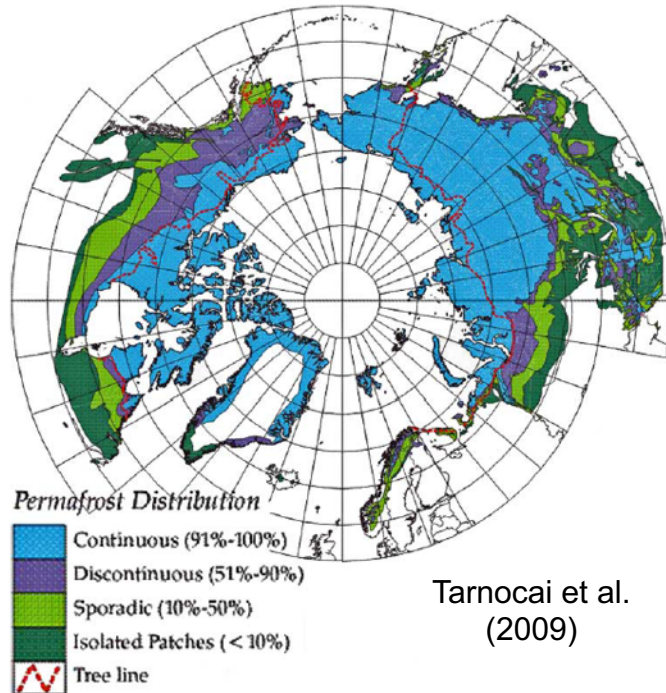 Permafrost Distribution
Continuous (91%-100%)
Discontinuous (51%-90%)
Sporadic (10%-50%)
Isolated Patches (< 10%)
Tree line
Tarnocai et al.
(2009)